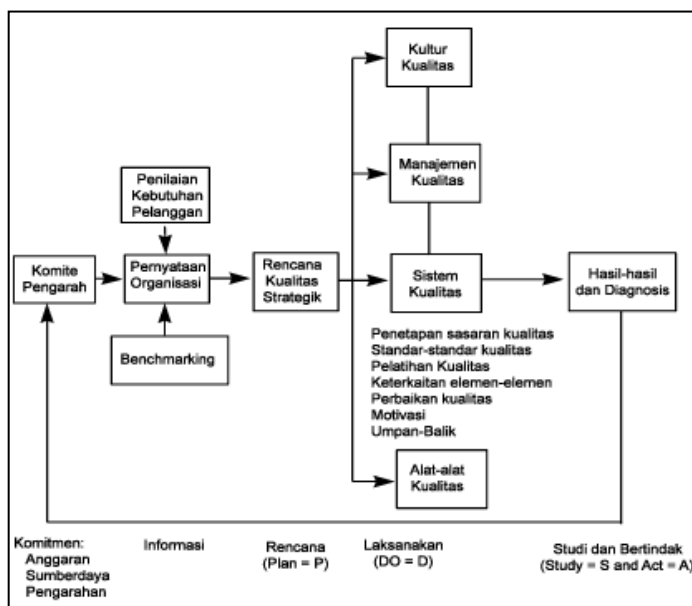 Kultur
Kualitas
Manajemen
Kualitas
Penilaian
Kebutuhan
Pelanggan
Komite
Pengarah
Pernyataan
Organisasi
Rencana
Kualitas
Strategik
Sistem
Kualitas
Hasil-hasil
dan Diagnosis
Benchmarking
Penetapan sasaran kualitas
Standar-standar kualitas
Pelatihan Kualitas
Keterkaitan elemen-elemen
Perbaikan kualitas
Motivasi
Umpan-Balik
Alat-alat
Kualitas
Komitmen:
Anggaran
Sumberdaya
Pengarahan
Informasi
Rencana
(Plan = P)
Laksanakan
(DO = D)
Studi dan Bertindak
(Study = S and Act = A)